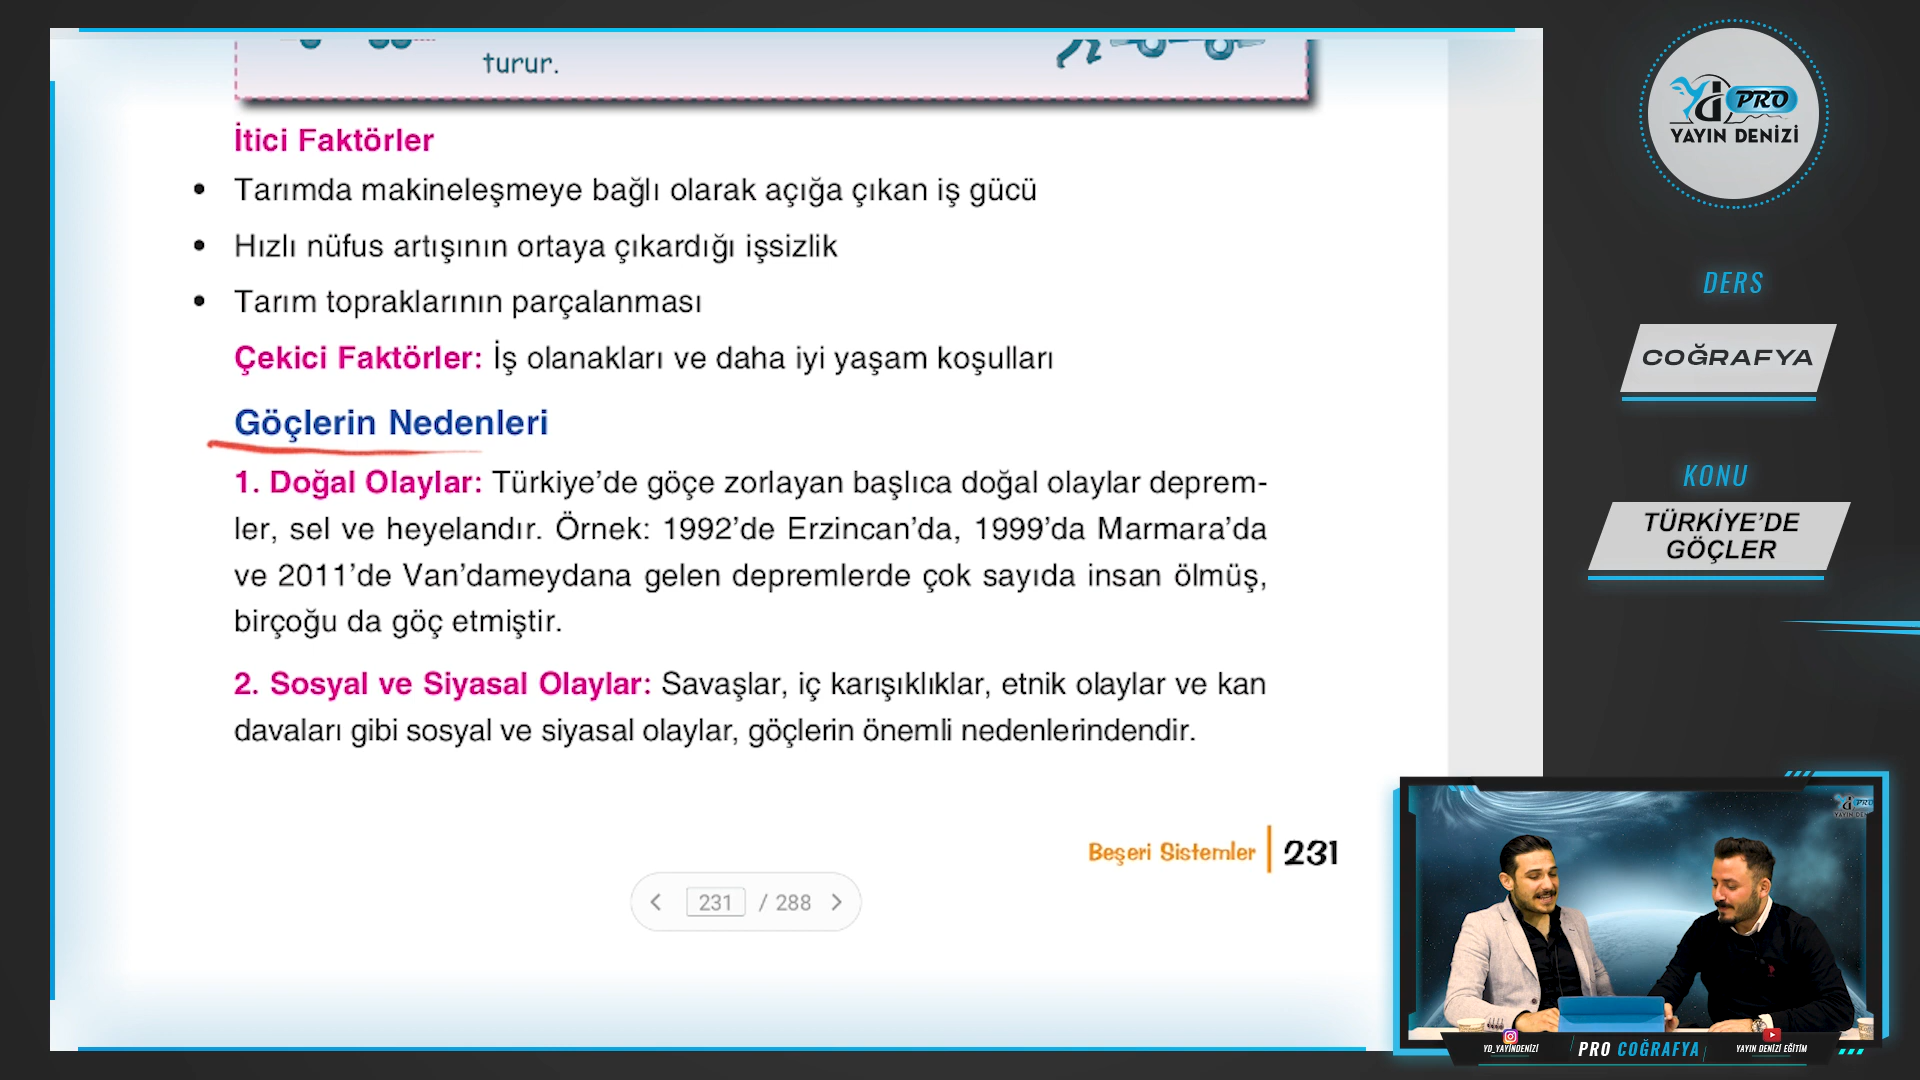 turur.
İtici Faktörler
• Tarımda makineleşmeye bağlı olarak açığa çıkan iş gücü
• Hızlı nüfus artışının ortaya çıkardığı işsizlik
• Tarım topraklarının parçalanması
Çekici Faktörler: İş olanakları ve daha iyi yaşam koşulları
Göçlerin Nedenleri
1. Doğal Olaylar: Türkiye’de göçe zorlayan başlıca doğal olaylar deprem-
ler, sel ve heyelandır. Örnek: 1992’de Erzincan’da, 1999’da Marmara’da
ve 2011’de Van’dameydana gelen depremlerde çok sayıda insan ölmüş,
birçoğu da göç etmiştir.
2. Sosyal ve Siyasal Olaylar: Savaşlar, iç karışıklıklar, etnik olaylar ve kan
davaları gibi sosyal ve siyasal olaylar, göçlerin önemli nedenlerindendir.
Beşeri Sistemler 231
231 / 288
yd PRO
YAYIN DENİZİ
DERS
COĞRAFYA
KONU
TÜRKİYE’DE
GÖÇLER
YD_YAYINDENIZI
PRO COĞRAFYA
YAYIN DENİZİ EĞİTİM